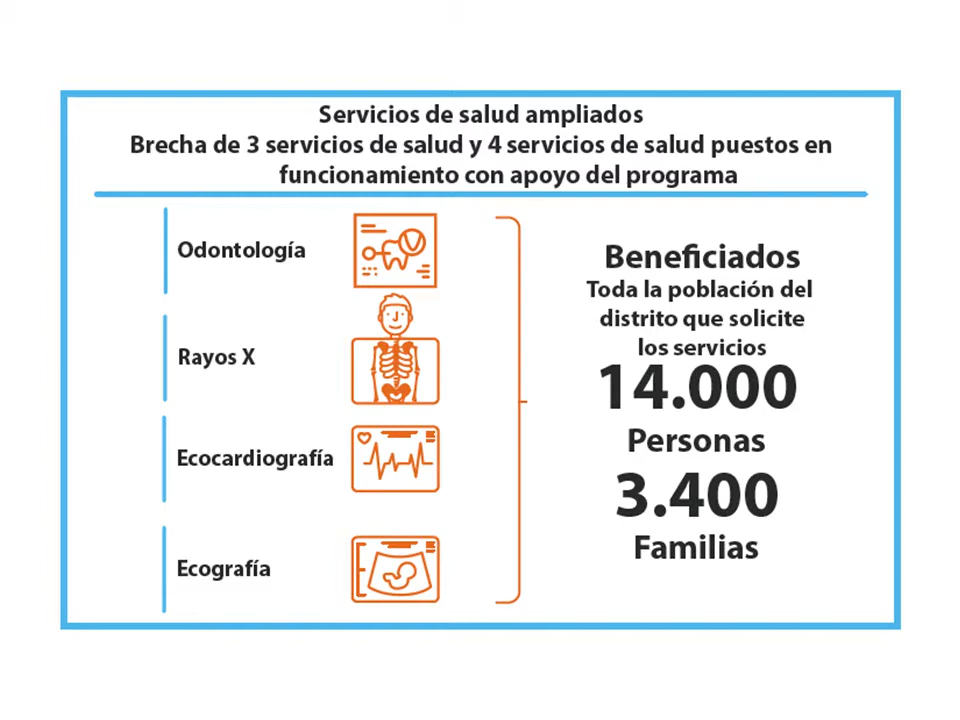 Servicios de salud ampliados
Brecha de 3 servicios de salud y 4 servicios de salud puestos en
funcionamiento con apoyo del programa
Odontología
Rayos X
Ecocardiografía
Ecografía
Beneficiados
Toda la población del
distrito que solicite
los servicios
14.000
Personas
3.400
Familias